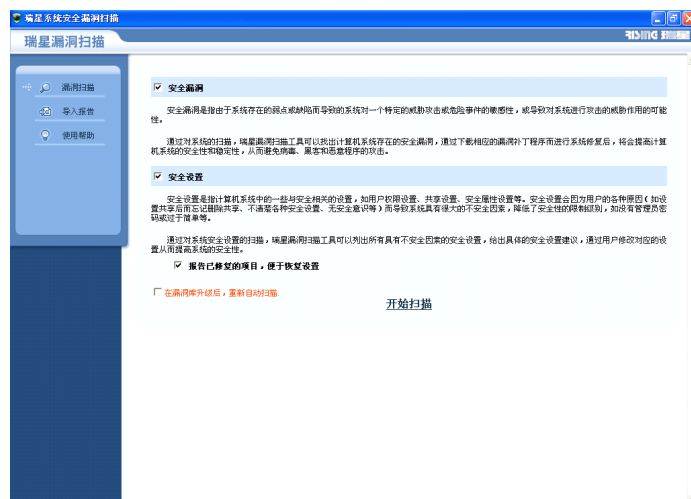 瑞星系统安全漏洞扫描
瑞星漏洞扫描
RISING 瑞星
漏洞扫描
导入报告
使用帮助
安全漏洞
安全漏洞是指由于系统存在的弱点或缺陷而导致的系统对一个特定的威胁攻击或危险事件的敏感性，或导致对系统进行攻击的威胁作用的可能
性。
通过对系统的扫描，瑞星漏洞扫描工具可以找出计算机系统存在的安全漏洞，通过下载相应的漏洞补丁程序而进行系统修复后，将会提高计算
机系统的安全性和稳定性，从而避免病毒、黑客和恶意程序的攻击。
安全设置
安全设置是指计算机系统中的一些与安全相关的设置，如用户权限设置、共享设置、安全属性设置等。安全设置会因为用户的各种原因（如设
置共享后而忘记删除共享、不清楚各种安全设置、无安全意识等）而导致系统具有很大的不安全因素，降低了安全性的限制级别，如没有管理员密
码或过于简单等。
通过对系统安全设置的扫描，瑞星漏洞扫描工具可以列出所有具有不安全因素的安全设置，给出具体的安全设置建议，通过用户修改对应的设
置从而提高系统的安全性。
报告已修复的项目，便于恢复设置
在漏洞库升级后，重新自动扫描
开始扫描